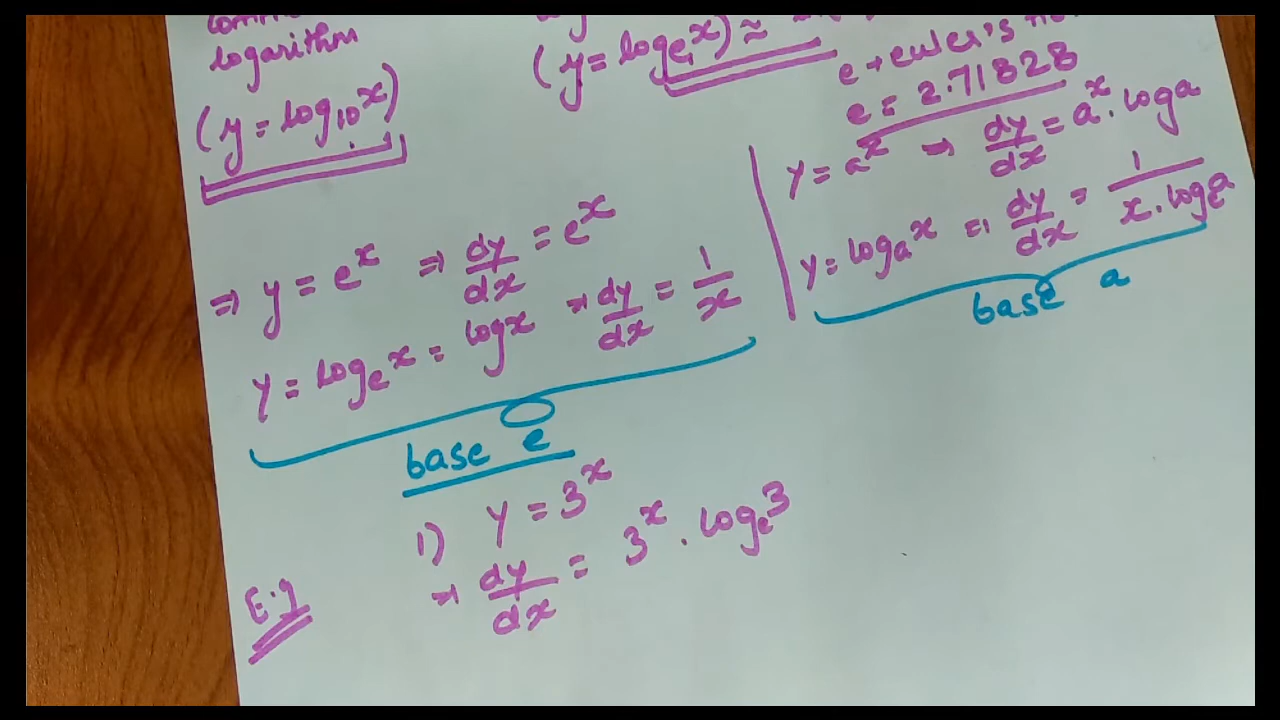 logarithm
(y = log₁₀x)
(y = logₑx) ≈
e → euler's
e = 2.71828
⇒ y = eˣ ⇒ dy/dx = eˣ
y = logₑx = logx ⇒ dy/dx = 1/x
base e
y = aˣ ⇒ dy/dx = aˣ . loga
y = logₐx ⇒ dy/dx = 1/x . logₑa
base a
E.g
1) y = 3ˣ
⇒ dy/dx = 3ˣ . logₑ3